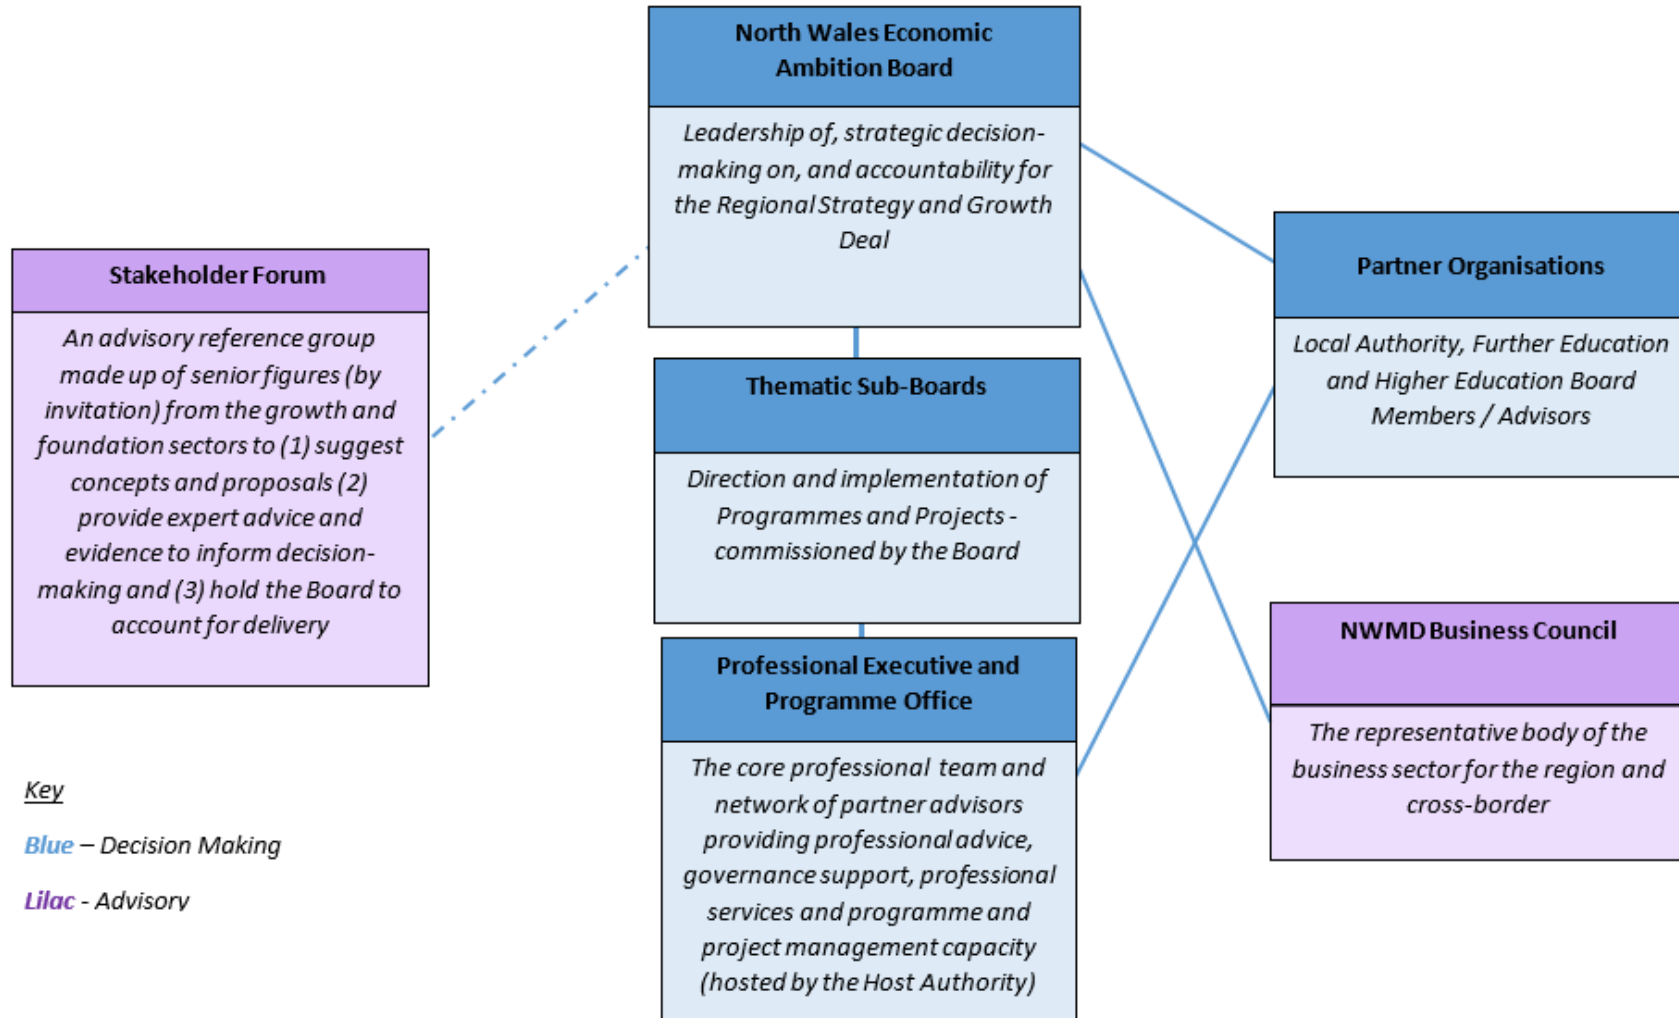 North Wales Economic
Ambition Board
Leadership of, strategic decision-
making on, and accountability for
the Regional Strategy and Growth
Deal
Stakeholder Forum
An advisory reference group
made up of senior figures (by
invitation) from the growth and
foundation sectors to (1) suggest
concepts and proposals (2)
provide expert advice and
evidence to inform decision-
making and (3) hold the Board to
account for delivery
Thematic Sub-Boards
Direction and implementation of
Programmes and Projects -
commissioned by the Board
Professional Executive and
Programme Office
The core professional team and
network of partner advisors
providing professional advice,
governance support, professional
services and programme and
project management capacity
(hosted by the Host Authority)
Partner Organisations
Local Authority, Further Education
and Higher Education Board
Members / Advisors
NWMD Business Council
The representative body of the
business sector for the region and
cross-border
Key
Blue – Decision Making
Lilac - Advisory